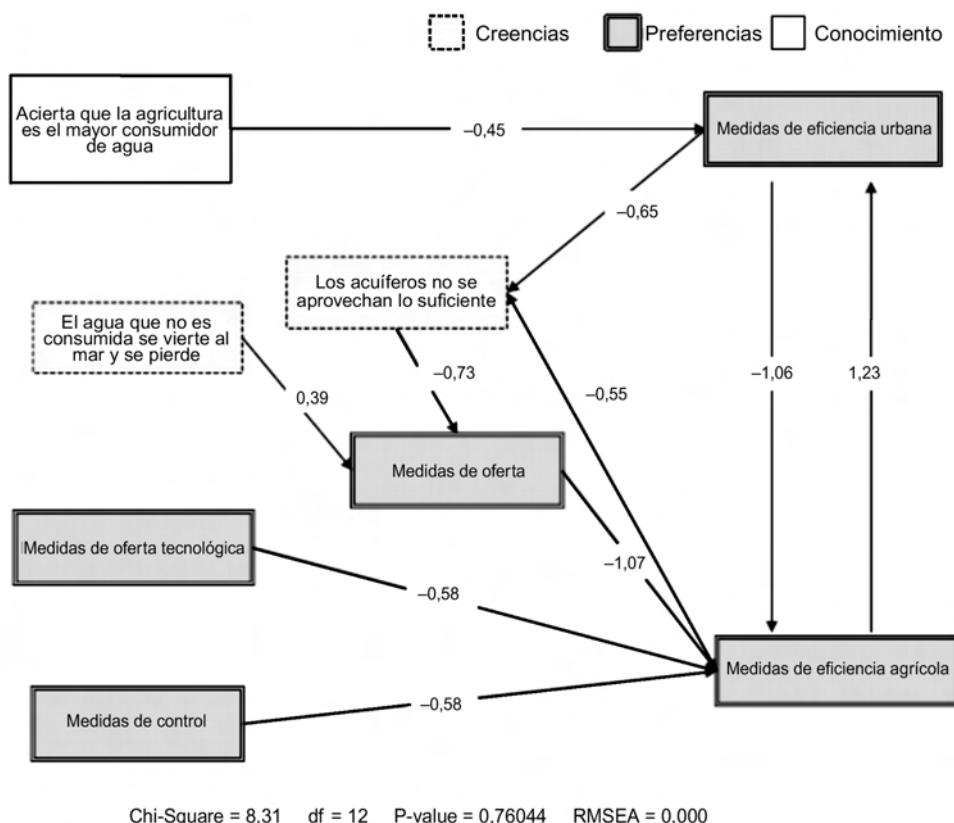 Creencias
Preferencias
Conocimiento
Acierta que la agricultura
es el mayor consumidor
de agua
–0,45
Medidas de eficiencia urbana
–0,65
Los acuíferos no se
aprovechan lo suficiente
El agua que no es
consumida se vierte al
mar y se pierde
–0,73
–0,55
–1,06
1,23
0,39
Medidas de oferta
Medidas de oferta tecnológica
–1,07
–0,58
Medidas de eficiencia agrícola
Medidas de control
–0,58
Chi-Square = 8.31 df = 12 P-value = 0.76044 RMSEA = 0.000